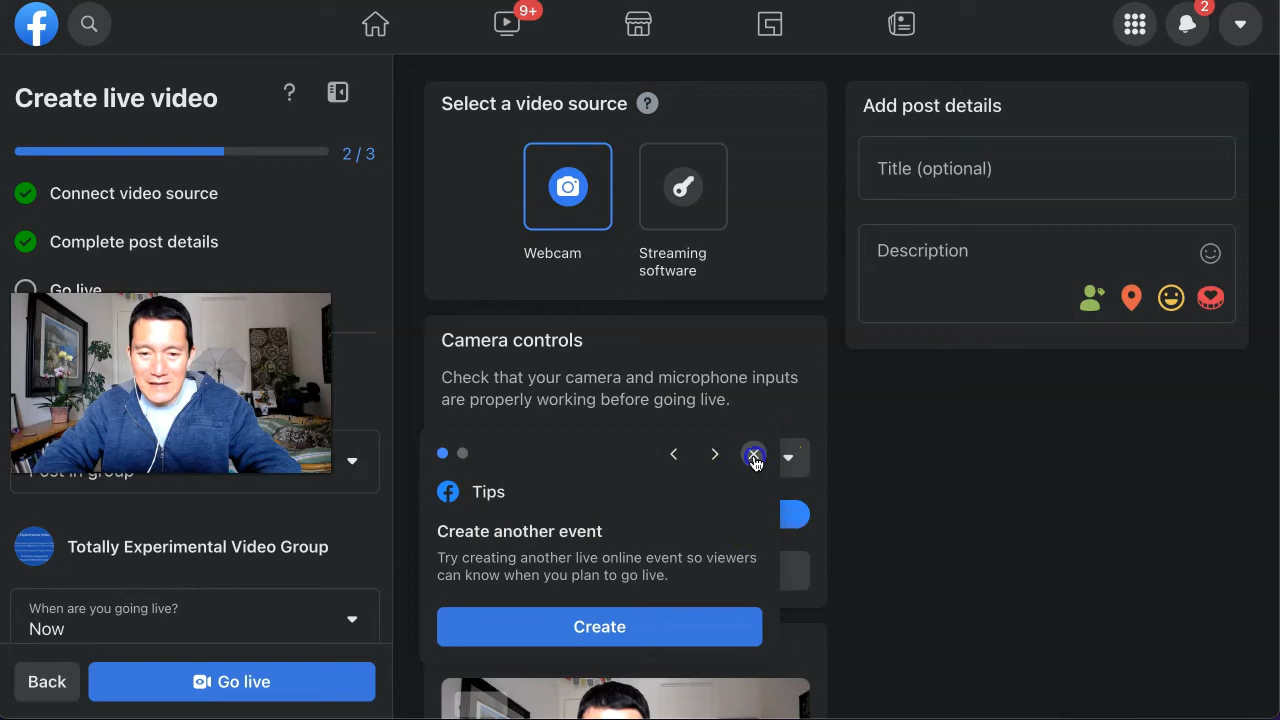 9+
2
Create live video
?
2 / 3
Connect video source
Complete post details
Go live
Post in group
Totally Experimental Video Group
When are you going live?
Now
Back
Go live
Select a video source ?
Webcam
Streaming
software
Camera controls
Check that your camera and microphone inputs
are properly working before going live.
Tips
Create another event
Try creating another live online event so viewers
can know when you plan to go live.
Create
Add post details
Title (optional)
Description